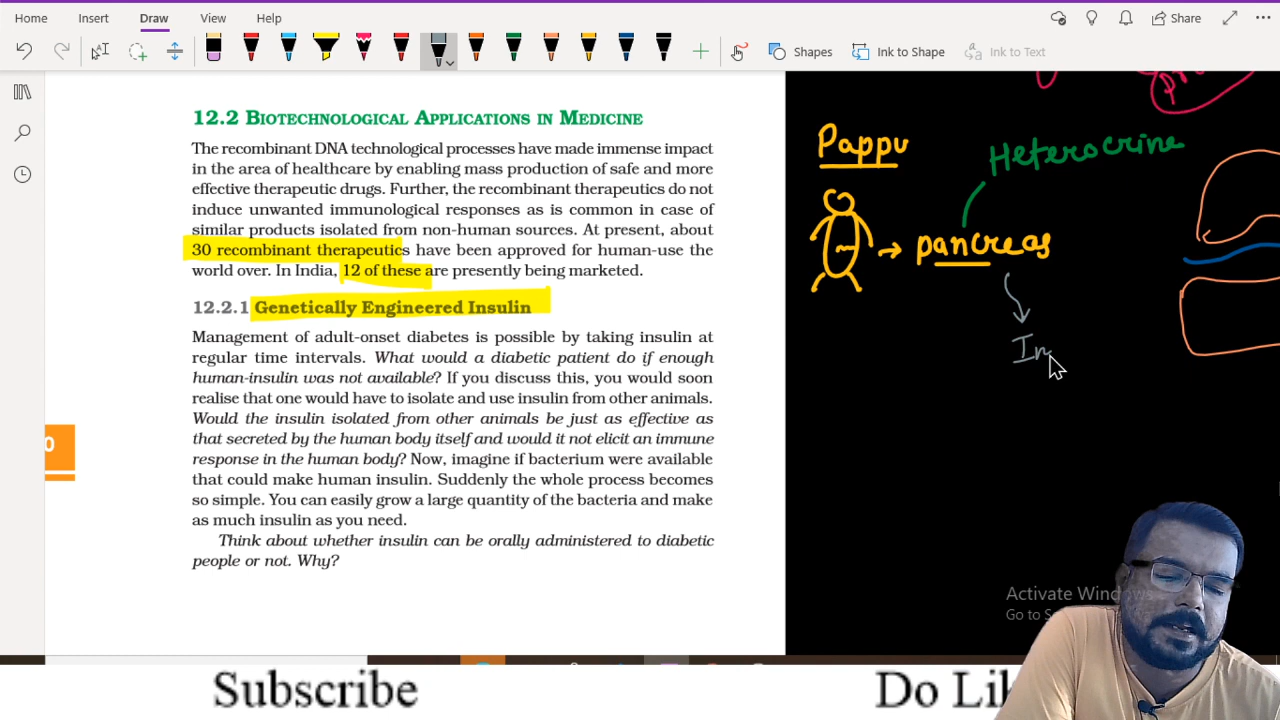 Home Insert Draw View Help Share
Shapes Ink to Shape Ink to Text
12.2 BIOTECHNOLOGICAL APPLICATIONS IN MEDICINE
The recombinant DNA technological processes have made immense impact
in the area of healthcare by enabling mass production of safe and more
effective therapeutic drugs. Further, the recombinant therapeutics do not
induce unwanted immunological responses as is common in case of
similar products isolated from non-human sources. At present, about
30 recombinant therapeutics have been approved for human-use the
world over. In India, 12 of these are presently being marketed.
12.2.1 Genetically Engineered Insulin
Management of adult-onset diabetes is possible by taking insulin at
regular time intervals. What would a diabetic patient do if enough
human-insulin was not available? If you discuss this, you would soon
realise that one would have to isolate and use insulin from other animals.
Would the insulin isolated from other animals be just as effective as
that secreted by the human body itself and would it not elicit an immune
response in the human body? Now, imagine if bacterium were available
that could make human insulin. Suddenly the whole process becomes
so simple. You can easily grow a large quantity of the bacteria and make
as much insulin as you need.
Think about whether insulin can be orally administered to diabetic
people or not. Why?
0
Pappu
Heterocrine
pancreas
In
Activate Windows
Go to S
Subscribe
Do Lik